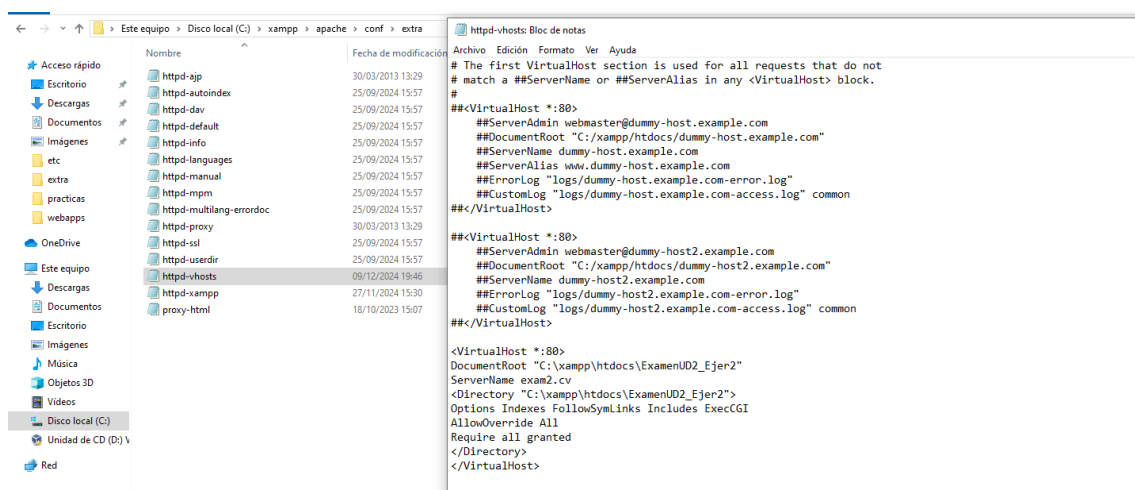 Este equipo > Disco local (C:) > xampp > apache > conf > extra
Nombre
Fecha de modificación
Acceso rápido
Escritorio
Descargas
Documentos
Imágenes
etc
extra
practicas
webapps
OneDrive
Este equipo
Descargas
Documentos
Escritorio
Imágenes
Música
Objetos 3D
Vídeos
Disco local (C:)
Unidad de CD (D:) V
Red
httpd-ajp 30/03/2013 13:29
httpd-autoindex 25/09/2024 15:57
httpd-dav 25/09/2024 15:57
httpd-default 25/09/2024 15:57
httpd-info 25/09/2024 15:57
httpd-languages 25/09/2024 15:57
httpd-manual 25/09/2024 15:57
httpd-mpm 25/09/2024 15:57
httpd-multilang-errordoc 25/09/2024 15:57
httpd-proxy 30/03/2013 13:29
httpd-ssl 25/09/2024 15:57
httpd-userdir 25/09/2024 15:57
httpd-vhosts 09/12/2024 19:46
httpd-xampp 27/11/2024 15:30
proxy-html 18/10/2023 15:07
httpd-vhosts: Bloc de notas
Archivo Edición Formato Ver Ayuda
# The first VirtualHost section is used for all requests that do not
# match a ##ServerName or ##ServerAlias in any <VirtualHost> block.
#
##<VirtualHost *:80>
##ServerAdmin webmaster@dummy-host.example.com
##DocumentRoot "C:/xampp/htdocs/dummy-host.example.com"
##ServerName dummy-host.example.com
##ServerAlias www.dummy-host.example.com
##ErrorLog "logs/dummy-host.example.com-error.log"
##CustomLog "logs/dummy-host.example.com-access.log" common
##</VirtualHost>
##<VirtualHost *:80>
##ServerAdmin webmaster@dummy-host2.example.com
##DocumentRoot "C:/xampp/htdocs/dummy-host2.example.com"
##ServerName dummy-host2.example.com
##ErrorLog "logs/dummy-host2.example.com-error.log"
##CustomLog "logs/dummy-host2.example.com-access.log" common
##</VirtualHost>
<VirtualHost *:80>
DocumentRoot "C:\xampp\htdocs\ExamenUD2_Ejer2"
ServerName exam2.cv
<Directory "C:\xampp\htdocs\ExamenUD2_Ejer2">
Options Indexes FollowSymLinks Includes ExecCGI
AllowOverride All
Require all granted
</Directory>
</VirtualHost>